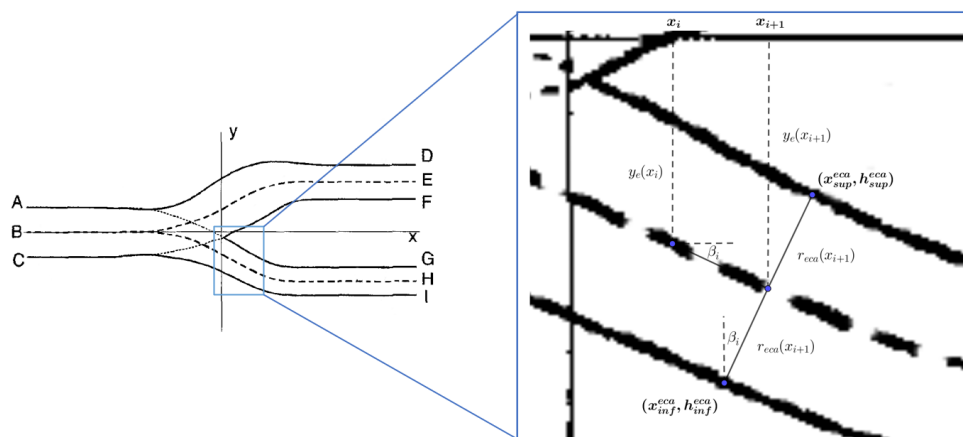 y
x
A
B
C
D
E
F
G
H
I
x_i
x_{i+1}
y_e(x_i)
y_e(x_{i+1})
(x_{sup}^{eca}, h_{sup}^{eca})
β_i
r_{eca}(x_{i+1})
β_i
r_{eca}(x_{i+1})
(x_{inf}^{eca}, h_{inf}^{eca})